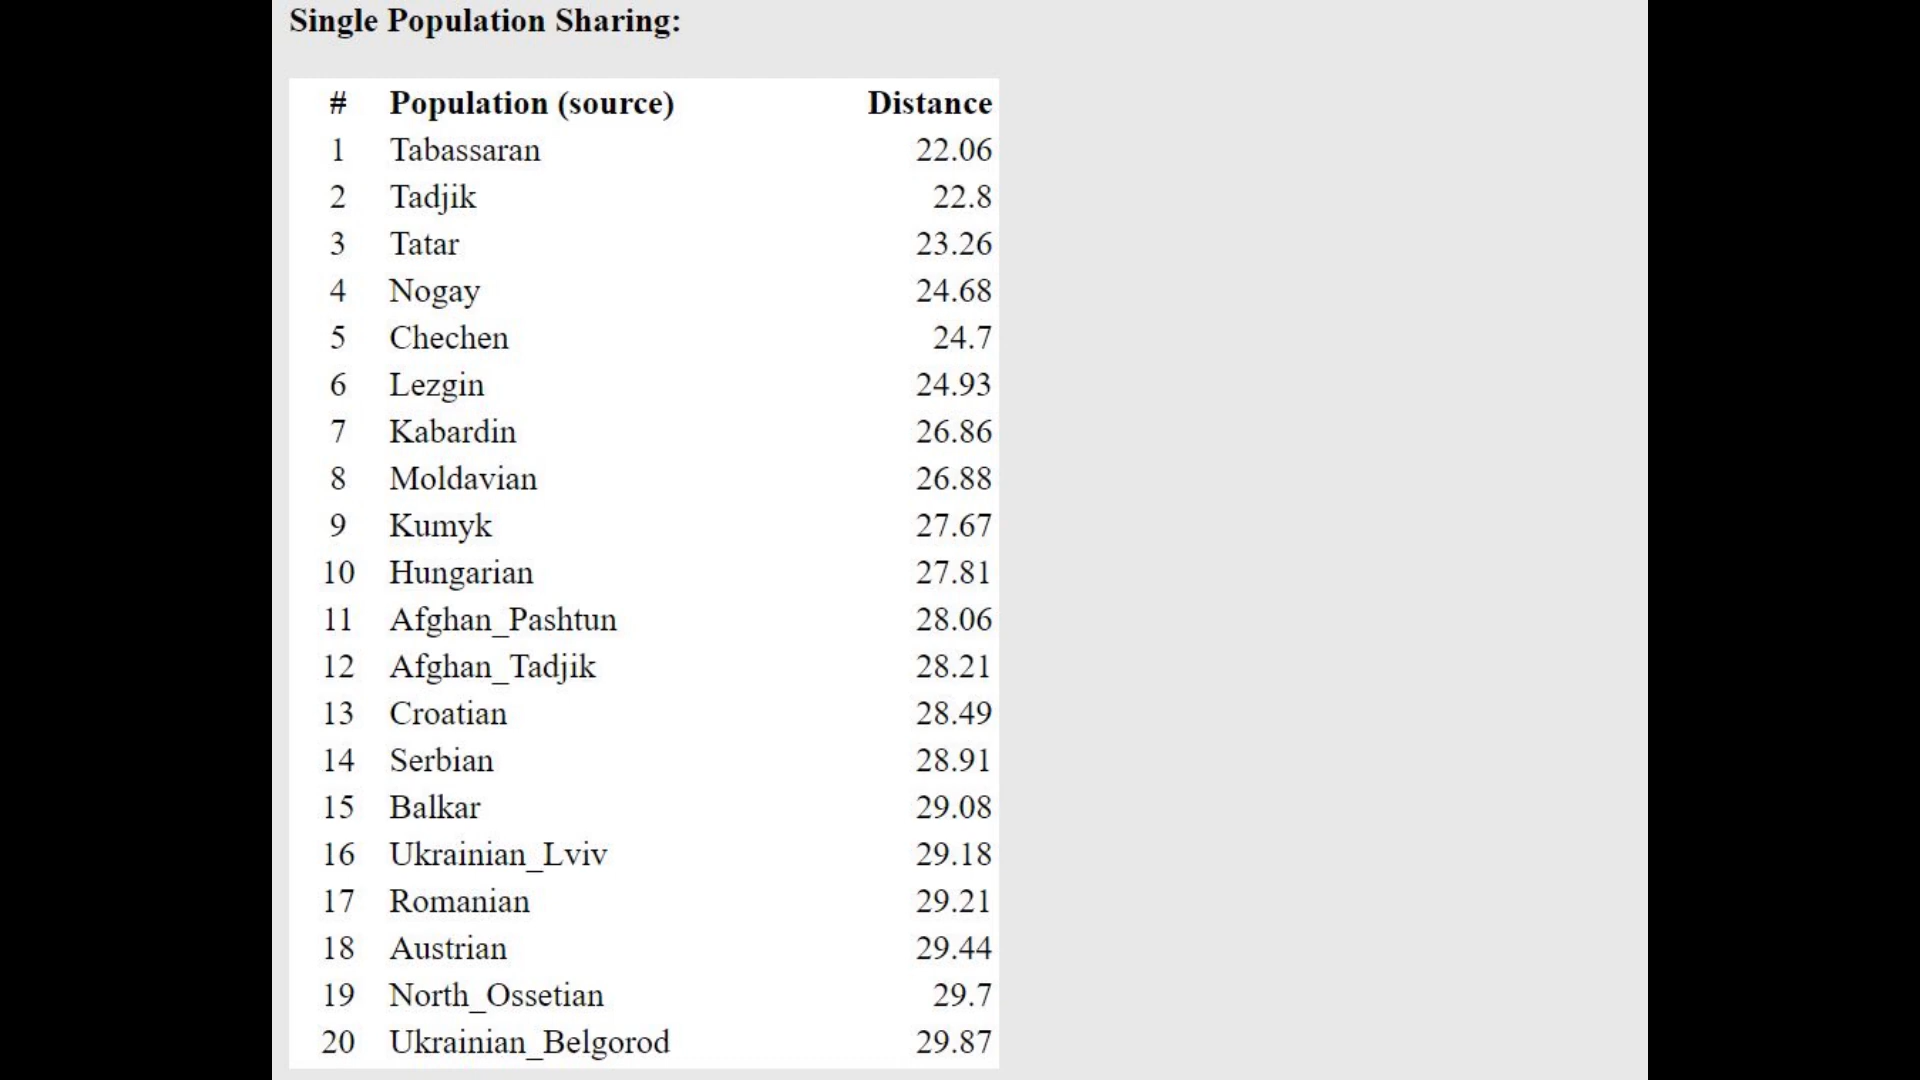 Single Population Sharing:
# Population (source) Distance
1 Tabassaran 22.06
2 Tadjik 22.8
3 Tatar 23.26
4 Nogay 24.68
5 Chechen 24.7
6 Lezgin 24.93
7 Kabardin 26.86
8 Moldavian 26.88
9 Kumyk 27.67
10 Hungarian 27.81
11 Afghan_Pashtun 28.06
12 Afghan_Tadjik 28.21
13 Croatian 28.49
14 Serbian 28.91
15 Balkar 29.08
16 Ukrainian_Lviv 29.18
17 Romanian 29.21
18 Austrian 29.44
19 North_Ossetian 29.7
20 Ukrainian_Belgorod 29.87